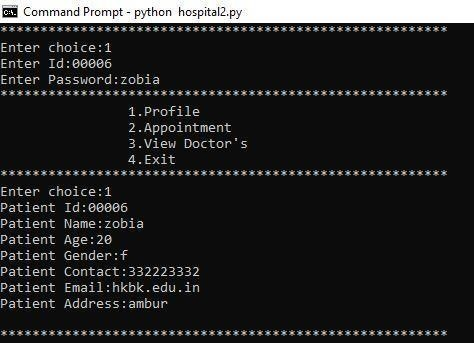 Command Prompt - python  hospital2.py
********************************************************
Enter choice:1
Enter Id:00006
Enter Password:zobia
********************************************************
                1.Profile
                2.Appointment
                3.View Doctor's
                4.Exit
********************************************************
Enter choice:1
Patient Id:00006
Patient Name:zobia
Patient Age:20
Patient Gender:f
Patient Contact:332223332
Patient Email:hkbk.edu.in
Patient Address:ambur

********************************************************